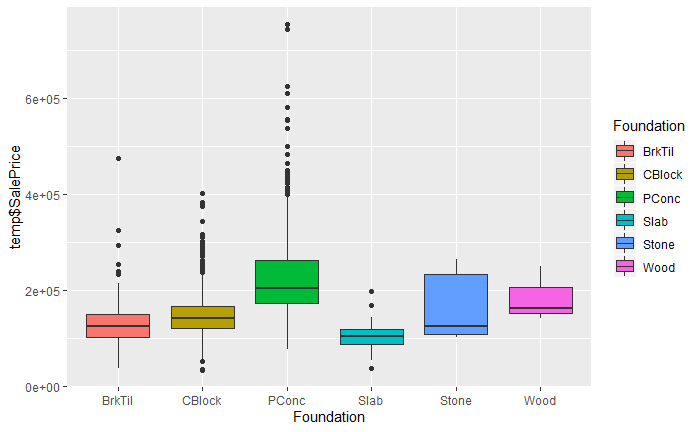 temp$SalePrice
6e+05
4e+05
2e+05
0e+00
BrkTil CBlock PConc Slab Stone Wood
Foundation
Foundation
BrkTil
CBlock
PConc
Slab
Stone
Wood